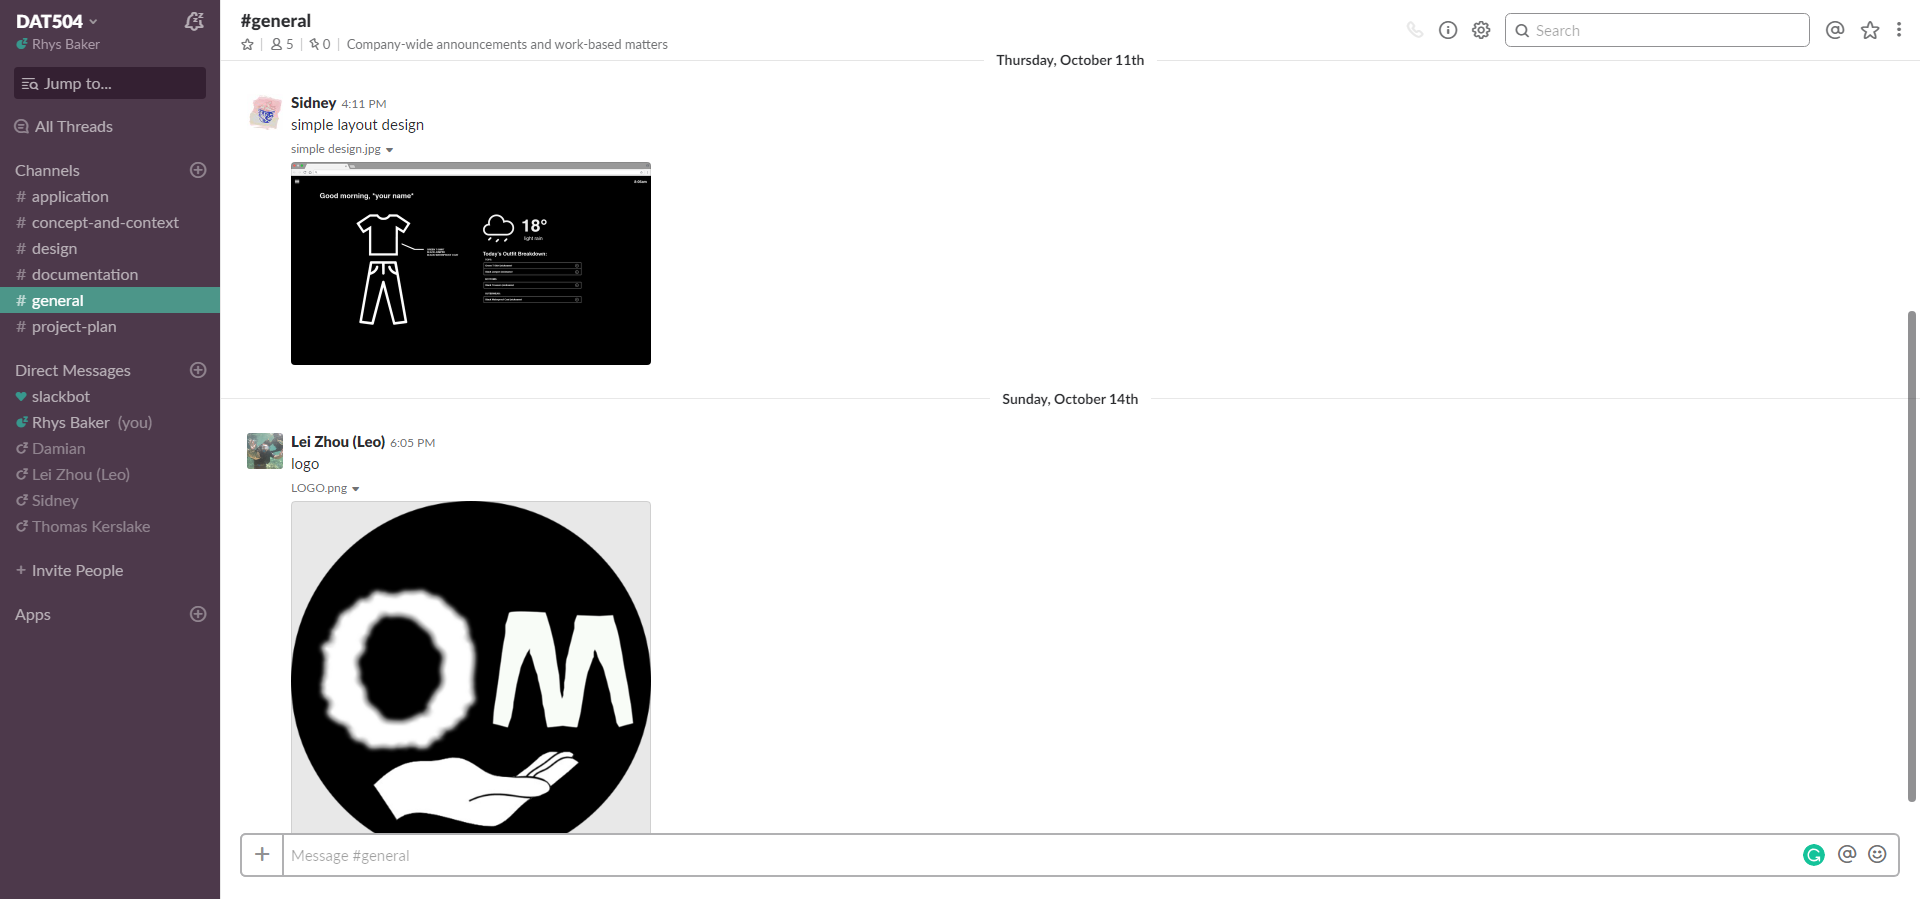 DAT504
Rhys Baker
Jump to...
All Threads
Channels
# application
# concept-and-context
# design
# documentation
# general
# project-plan
Direct Messages
slackbot
Rhys Baker (you)
Damian
Lei Zhou (Leo)
Sidney
Thomas Kerslake
+ Invite People
Apps
#general
5
0
Company-wide announcements and work-based matters
Search
Thursday, October 11th
Sidney 4:11 PM
simple layout design
simple design.jpg
Good morning, *your name*
18°
light rain
Today's Outfit Breakdown:
Sunday, October 14th
Lei Zhou (Leo) 6:05 PM
logo
LOGO.png
OM
Message #general